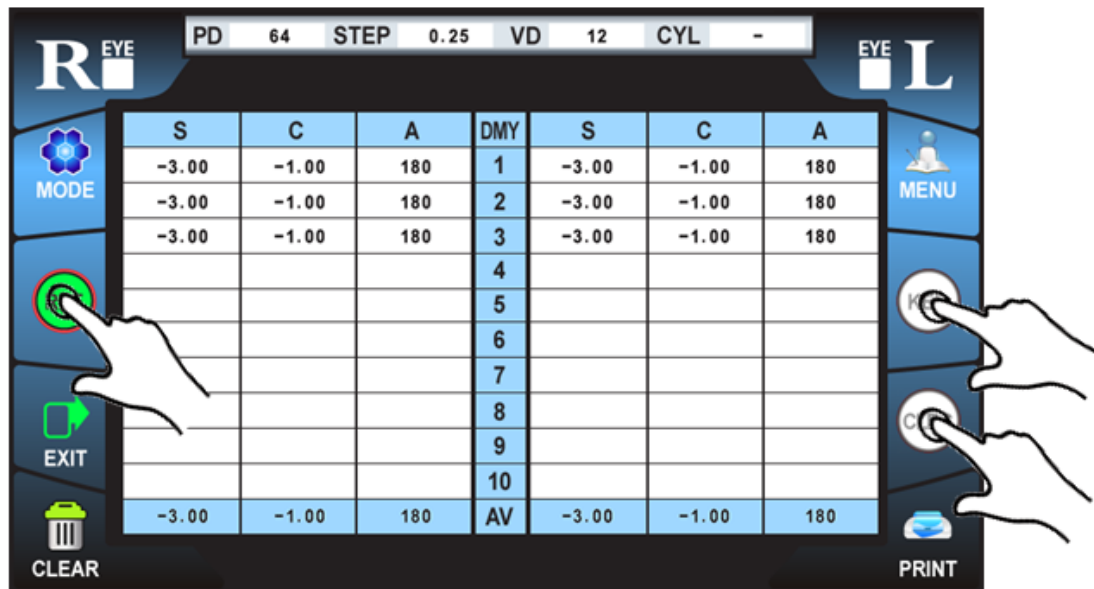 PD 64 STEP 0.25 VD 12 CYL -
R EYE
EYE L
S C A DMY S C A
-3.00 -1.00 180 1 -3.00 -1.00 180
-3.00 -1.00 180 2 -3.00 -1.00 180
-3.00 -1.00 180 3 -3.00 -1.00 180
4
5
6
7
8
9
10
-3.00 -1.00 180 AV -3.00 -1.00 180
MODE
EXIT
CLEAR
MENU
PRINT